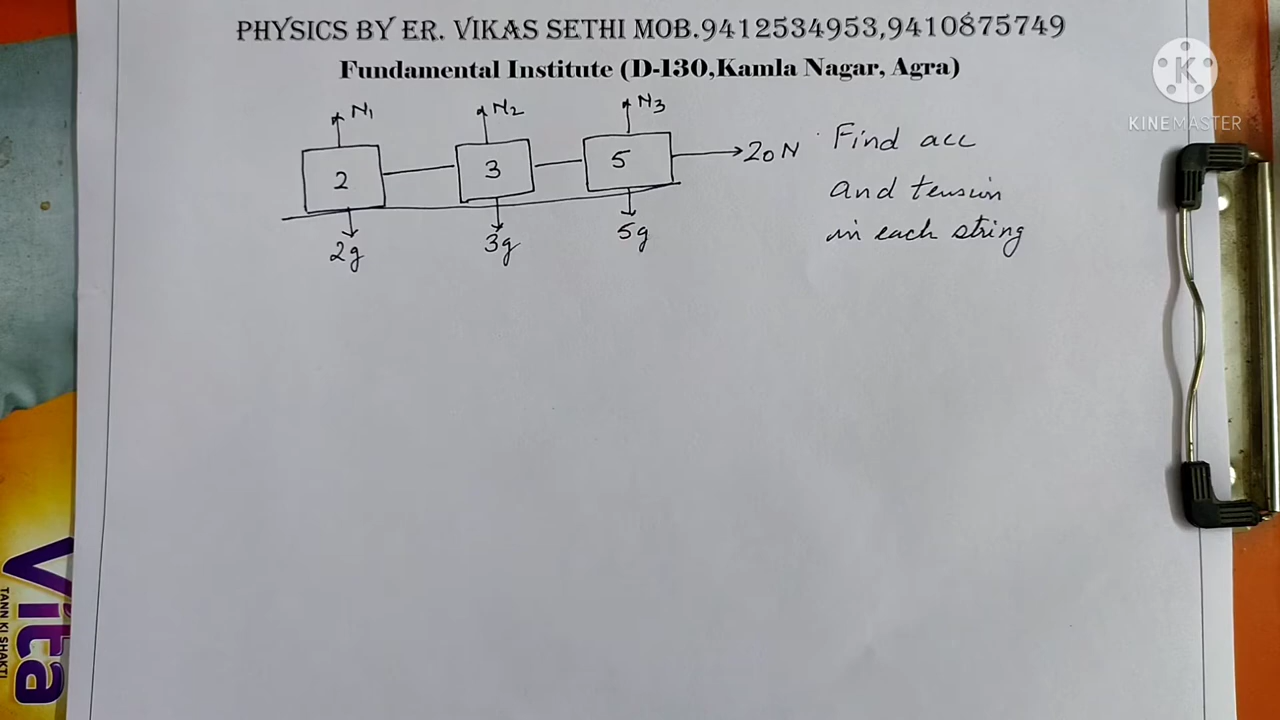 PHYSICS BY ER. VIKAS SETHI MOB.9412534953,9410875749
Fundamental Institute (D-130,Kamla Nagar, Agra)
KINEMASTER
N1 N2 N3
2 3 5 20N
2g 3g 5g
Find acc
and tension
in each string
Vita
TANN KI SHAKTI